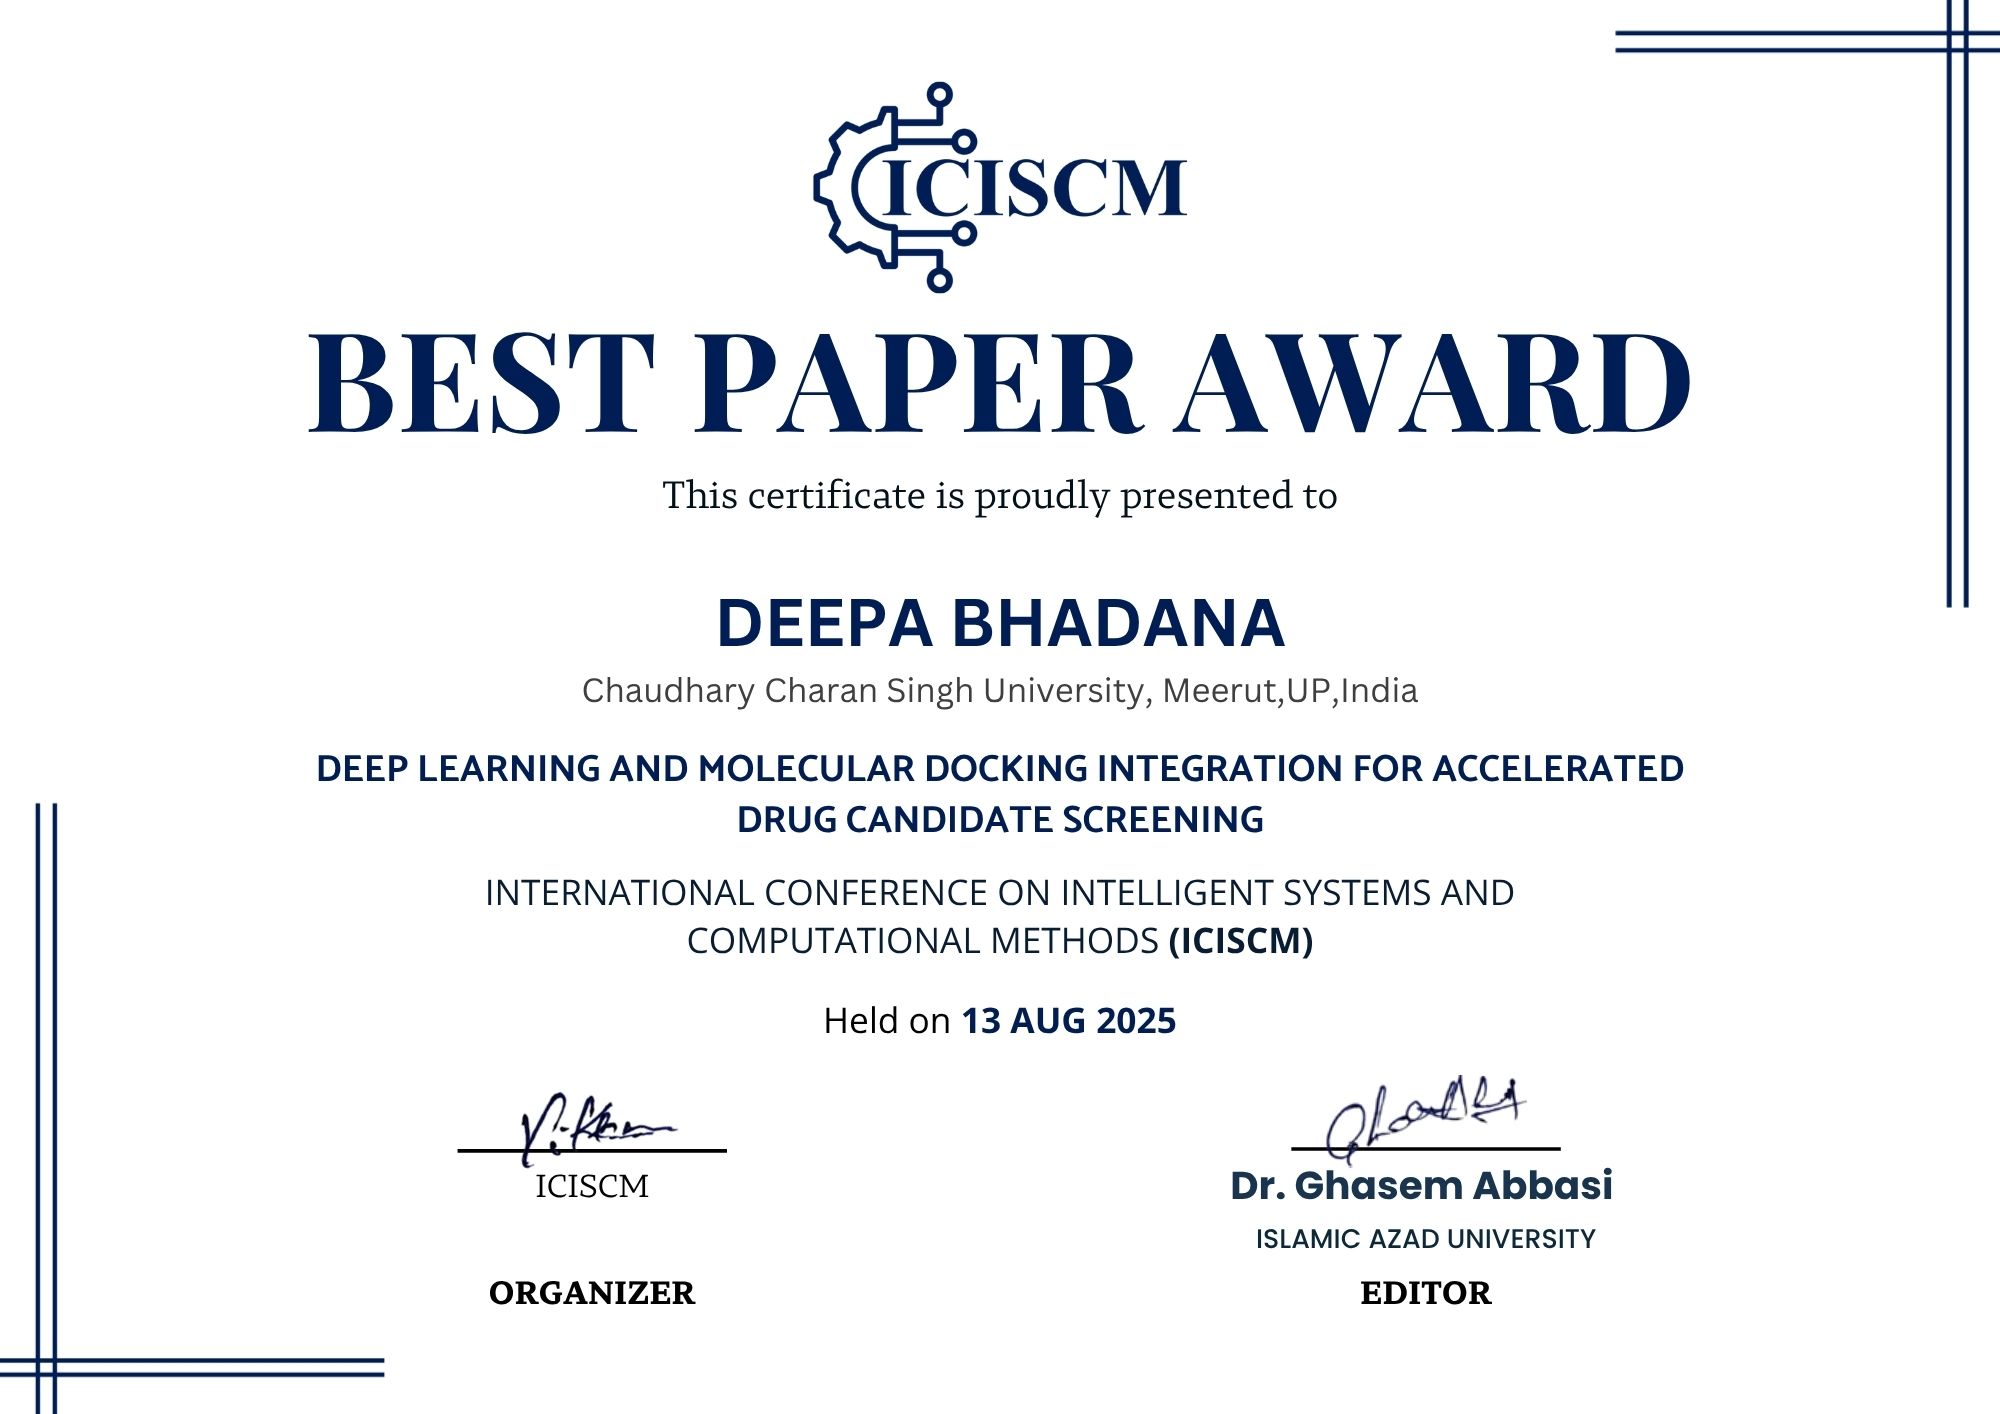 ICISCM
BEST PAPER AWARD
This certificate is proudly presented to
DEEPA BHADANA
Chaudhary Charan Singh University, Meerut,UP,India
DEEP LEARNING AND MOLECULAR DOCKING INTEGRATION FOR ACCELERATED
DRUG CANDIDATE SCREENING
INTERNATIONAL CONFERENCE ON INTELLIGENT SYSTEMS AND
COMPUTATIONAL METHODS (ICISCM)
Held on 13 AUG 2025
ICISCM
ORGANIZER
Dr. Ghasem Abbasi
ISLAMIC AZAD UNIVERSITY
EDITOR